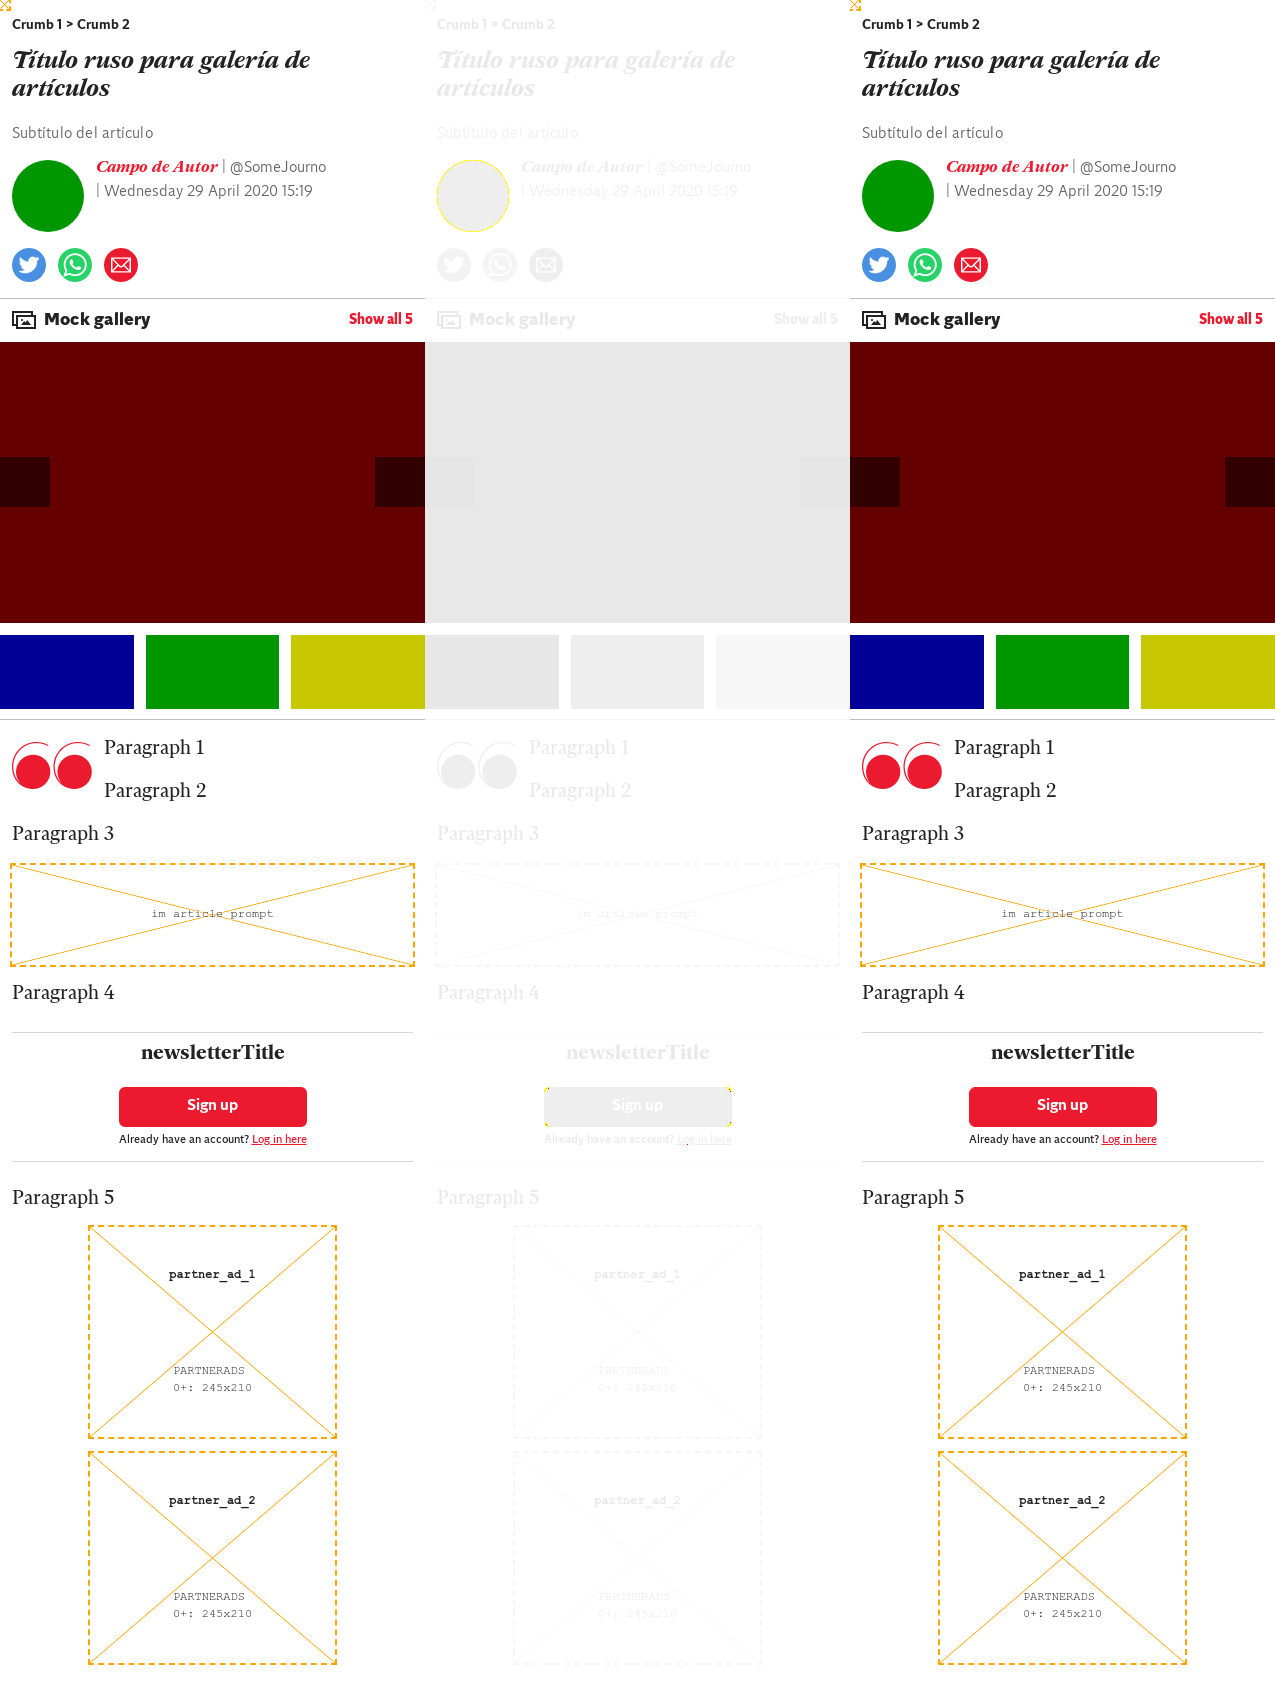 Crumb 1 > Crumb 2
Título ruso para galería de
artículos
Subtítulo del artículo
Campo de Autor | @SomeJourno
| Wednesday 29 April 2020 15:19
Mock gallery
Show all 5
Paragraph 1
Paragraph 2
Paragraph 3
im article prompt
Paragraph 4
newsletterTitle
Sign up
Already have an account? Log in here
Paragraph 5
partner_ad_1
PARTNERADS
0+: 245x210
partner_ad_2
PARTNERADS
0+: 245x210
Crumb 1 > Crumb 2
Título ruso para galería de
artículos
Subtítulo del artículo
Campo de Autor | @SomeJourno
| Wednesday 29 April 2020 15:19
Mock gallery
Show all 5
Paragraph 1
Paragraph 2
Paragraph 3
im article prompt
Paragraph 4
newsletterTitle
Sign up
Already have an account? Log in here
Paragraph 5
partner_ad_1
PARTNERADS
0+: 245x210
partner_ad_2
PARTNERADS
0+: 245x210
Crumb 1 > Crumb 2
Título ruso para galería de
artículos
Subtítulo del artículo
Campo de Autor | @SomeJourno
| Wednesday 29 April 2020 15:19
Mock gallery
Show all 5
Paragraph 1
Paragraph 2
Paragraph 3
im article prompt
Paragraph 4
newsletterTitle
Sign up
Already have an account? Log in here
Paragraph 5
partner_ad_1
PARTNERADS
0+: 245x210
partner_ad_2
PARTNERADS
0+: 245x210